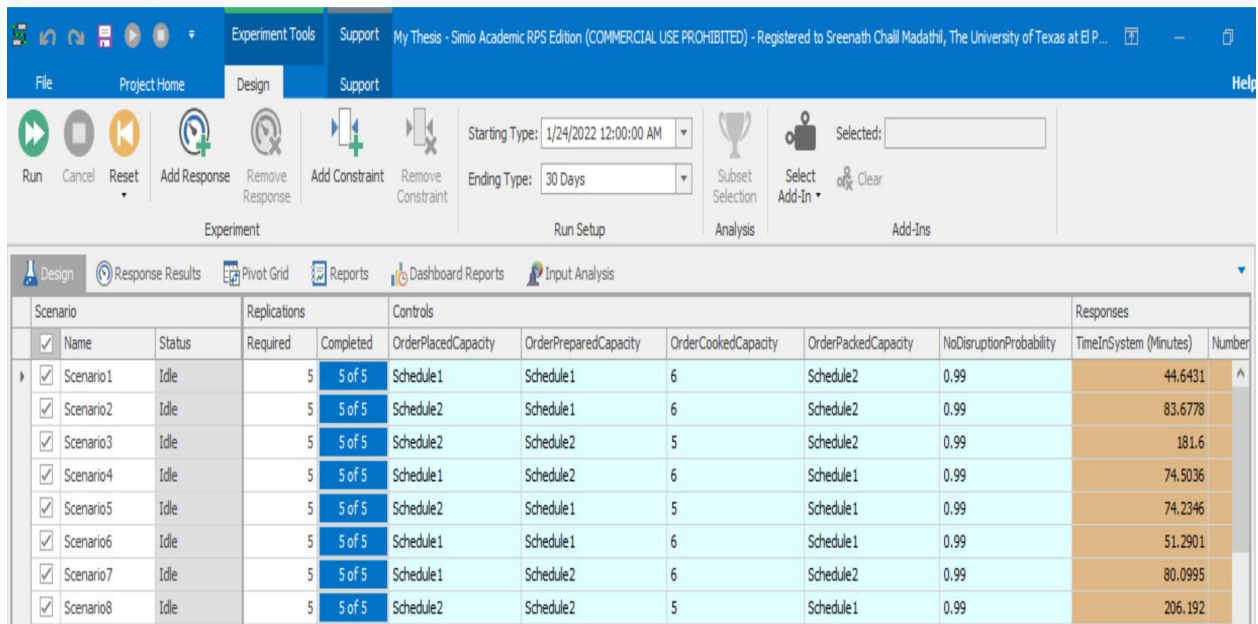 Experiment Tools Support My Thesis - Simio Academic RPS Edition (COMMERCIAL USE PROHIBITED) - Registered to Sreenath Chalil Madathil, The University of Texas at El P...
File Project Home Design Support Help
Run Cancel Reset Add Response Remove Response Add Constraint Remove Constraint Starting Type: 1/24/2022 12:00:00 AM Subset Selection Select Add-In Selected:
Ending Type: 30 Days Clear
Experiment Run Setup Analysis Add-Ins
Design Response Results Pivot Grid Reports Dashboard Reports Input Analysis
Scenario Replications Controls Responses
Name Status Required Completed OrderPlacedCapacity OrderPreparedCapacity OrderCookedCapacity OrderPackedCapacity NoDisruptionProbability TimeInSystem (Minutes) Number
Scenario1 Idle 5 5 of 5 Schedule1 Schedule1 6 Schedule2 0.99 44.6431
Scenario2 Idle 5 5 of 5 Schedule2 Schedule1 6 Schedule2 0.99 83.6778
Scenario3 Idle 5 5 of 5 Schedule2 Schedule2 5 Schedule2 0.99 181.6
Scenario4 Idle 5 5 of 5 Schedule1 Schedule2 6 Schedule2 0.99 74.5036
Scenario5 Idle 5 5 of 5 Schedule2 Schedule1 5 Schedule1 0.99 74.2346
Scenario6 Idle 5 5 of 5 Schedule1 Schedule1 6 Schedule1 0.99 51.2901
Scenario7 Idle 5 5 of 5 Schedule1 Schedule2 6 Schedule1 0.99 80.0995
Scenario8 Idle 5 5 of 5 Schedule2 Schedule2 5 Schedule1 0.99 206.192